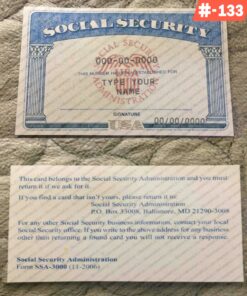 #-133
SOCIAL SECURITY
SOCIAL SECURITY
ADMINISTRATION
000-00-0000
THIS NUMBER HAS BEEN ESTABLISHED FOR
TYPE YOUR
NAME
SIGNATURE
USA
00/00/0000
This card belongs to the Social Security Administration and you must
return it if we ask for it.
If you find a card that isn't yours, please return it to:
Social Security Administration
P.O. Box 33008, Baltimore, MD 21290-3008
For any other Social Security business/information, contact your local
Social Security office. If you write to the above address for any business
other than returning a found card you will not receive a response.
Social Security Administration
Form SSA-3000 (11-2006)